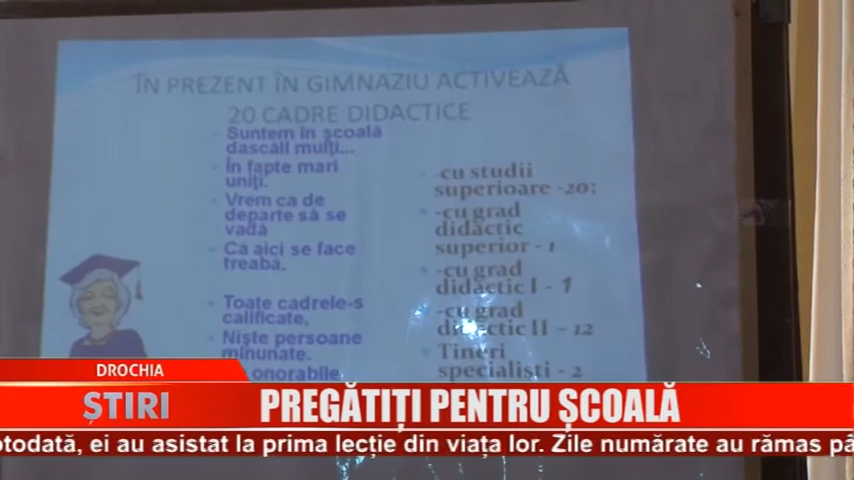 ÎN PREZENT ÎN GIMNAZIU ACTIVEAZĂ
20 CADRE DIDACTICE
Suntem în școală
dascăli mulți...
În fapte mari
uniți.
Vrem ca de
departe să se
vadă
Că aici se face
treabă.
Toate cadrele-s
calificate,
Niște persoane
minunate.
onorabile
-cu studii
superioare -20;
-cu grad
didactic
superior - 1
-cu grad
didactic I - 1
-cu grad
didactic II - 12
Tineri
specialști - 2
DROCHIA
ȘTIRI
PREGĂTIȚI PENTRU ȘCOALĂ
otodată, ei au asistat la prima lecție din viața lor. Zile numărate au rămas pâ